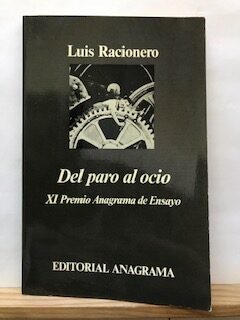 Luis Racionero
Del paro al ocio
XI Premio Anagrama de Ensayo
EDITORIAL ANAGRAMA